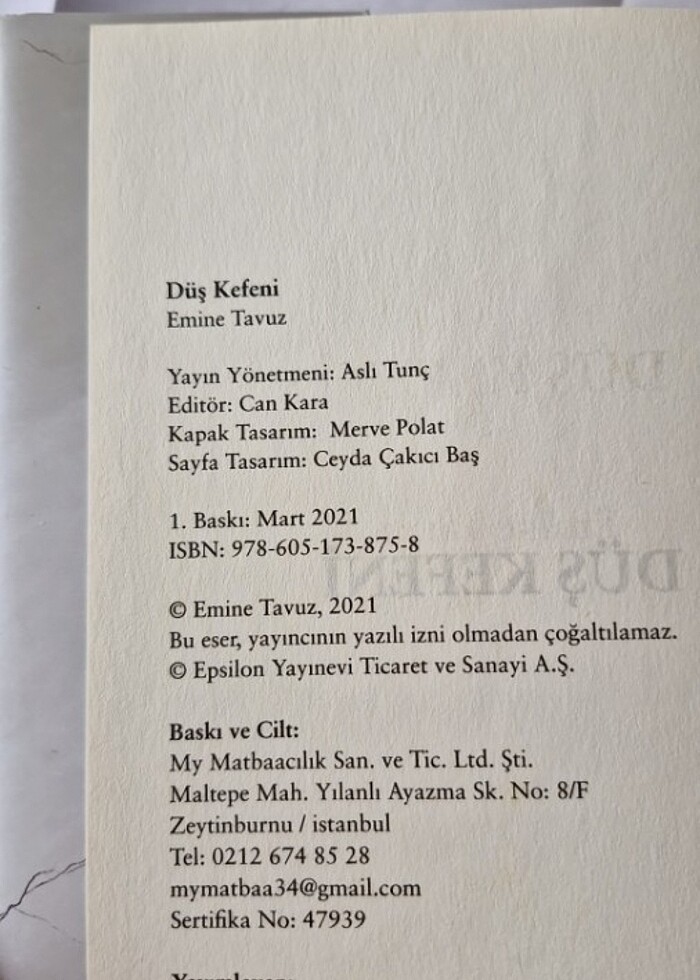 Düş Kefeni
Emine Tavuz
Yayın Yönetmeni: Aslı Tunç
Editör: Can Kara
Kapak Tasarım: Merve Polat
Sayfa Tasarım: Ceyda Çakıcı Baş
1. Baskı: Mart 2021
ISBN: 978-605-173-875-8
© Emine Tavuz, 2021
Bu eser, yayıncının yazılı izni olmadan çoğaltılamaz.
© Epsilon Yayınevi Ticaret ve Sanayi A.Ş.
Baskı ve Cilt:
My Matbaacılık San. ve Tic. Ltd. Şti.
Maltepe Mah. Yılanlı Ayazma Sk. No: 8/F
Zeytinburnu / istanbul
Tel: 0212 674 85 28
mymatbaa34@gmail.com
Sertifika No: 47939
DÜŞ KEFENİ